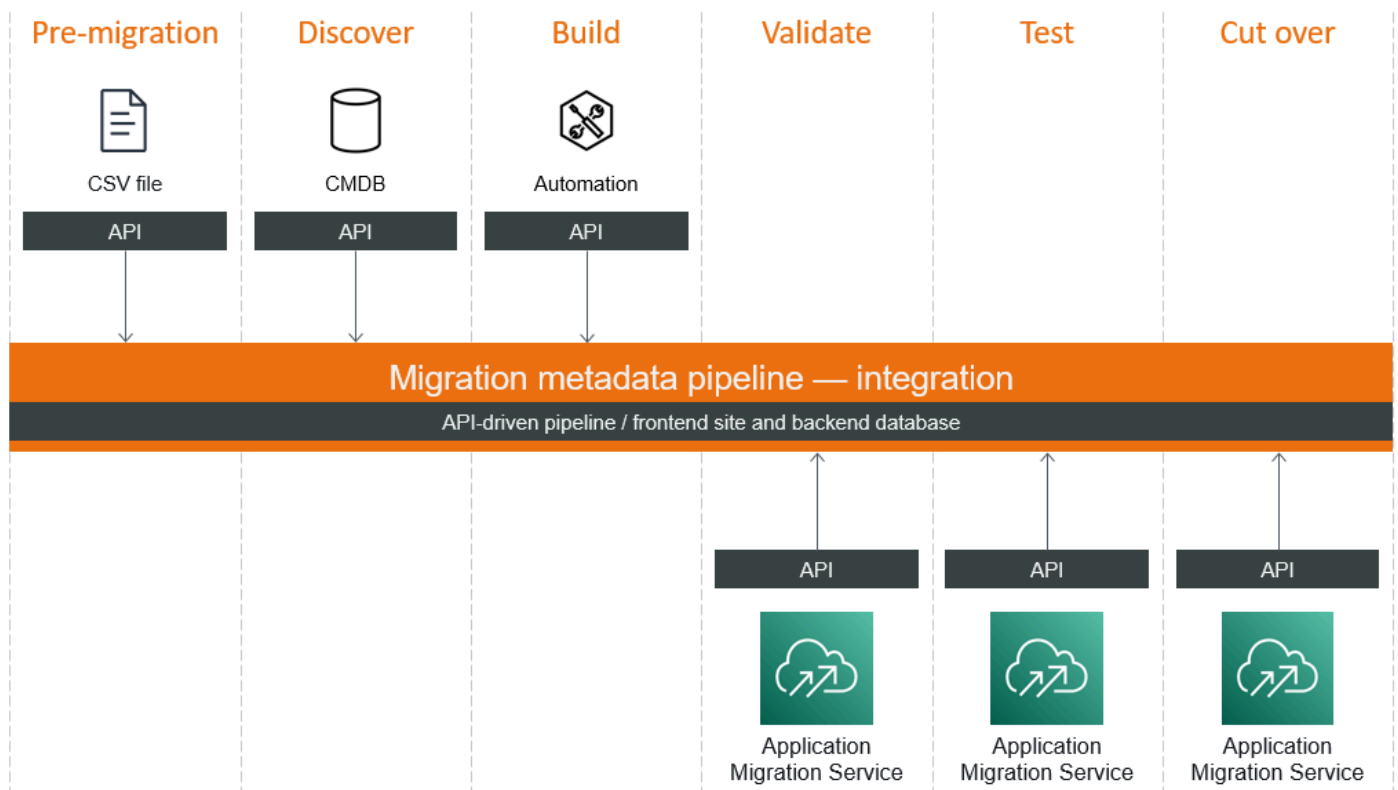 Pre-migration
Discover
Build
Validate
Test
Cut over
CSV file
CMDB
Automation
API
API
API
Migration metadata pipeline — integration
API-driven pipeline / frontend site and backend database
API
API
API
Application
Migration Service
Application
Migration Service
Application
Migration Service